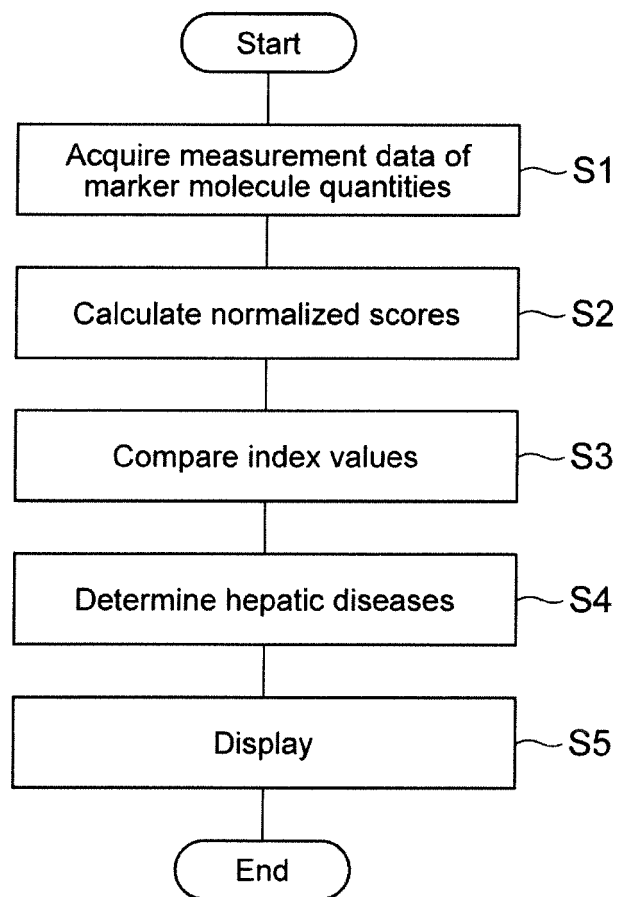 Start
Acquire measurement data of
marker molecule quantities
S1
Calculate normalized scores
S2
Compare index values
S3
Determine hepatic diseases
S4
Display
S5
End